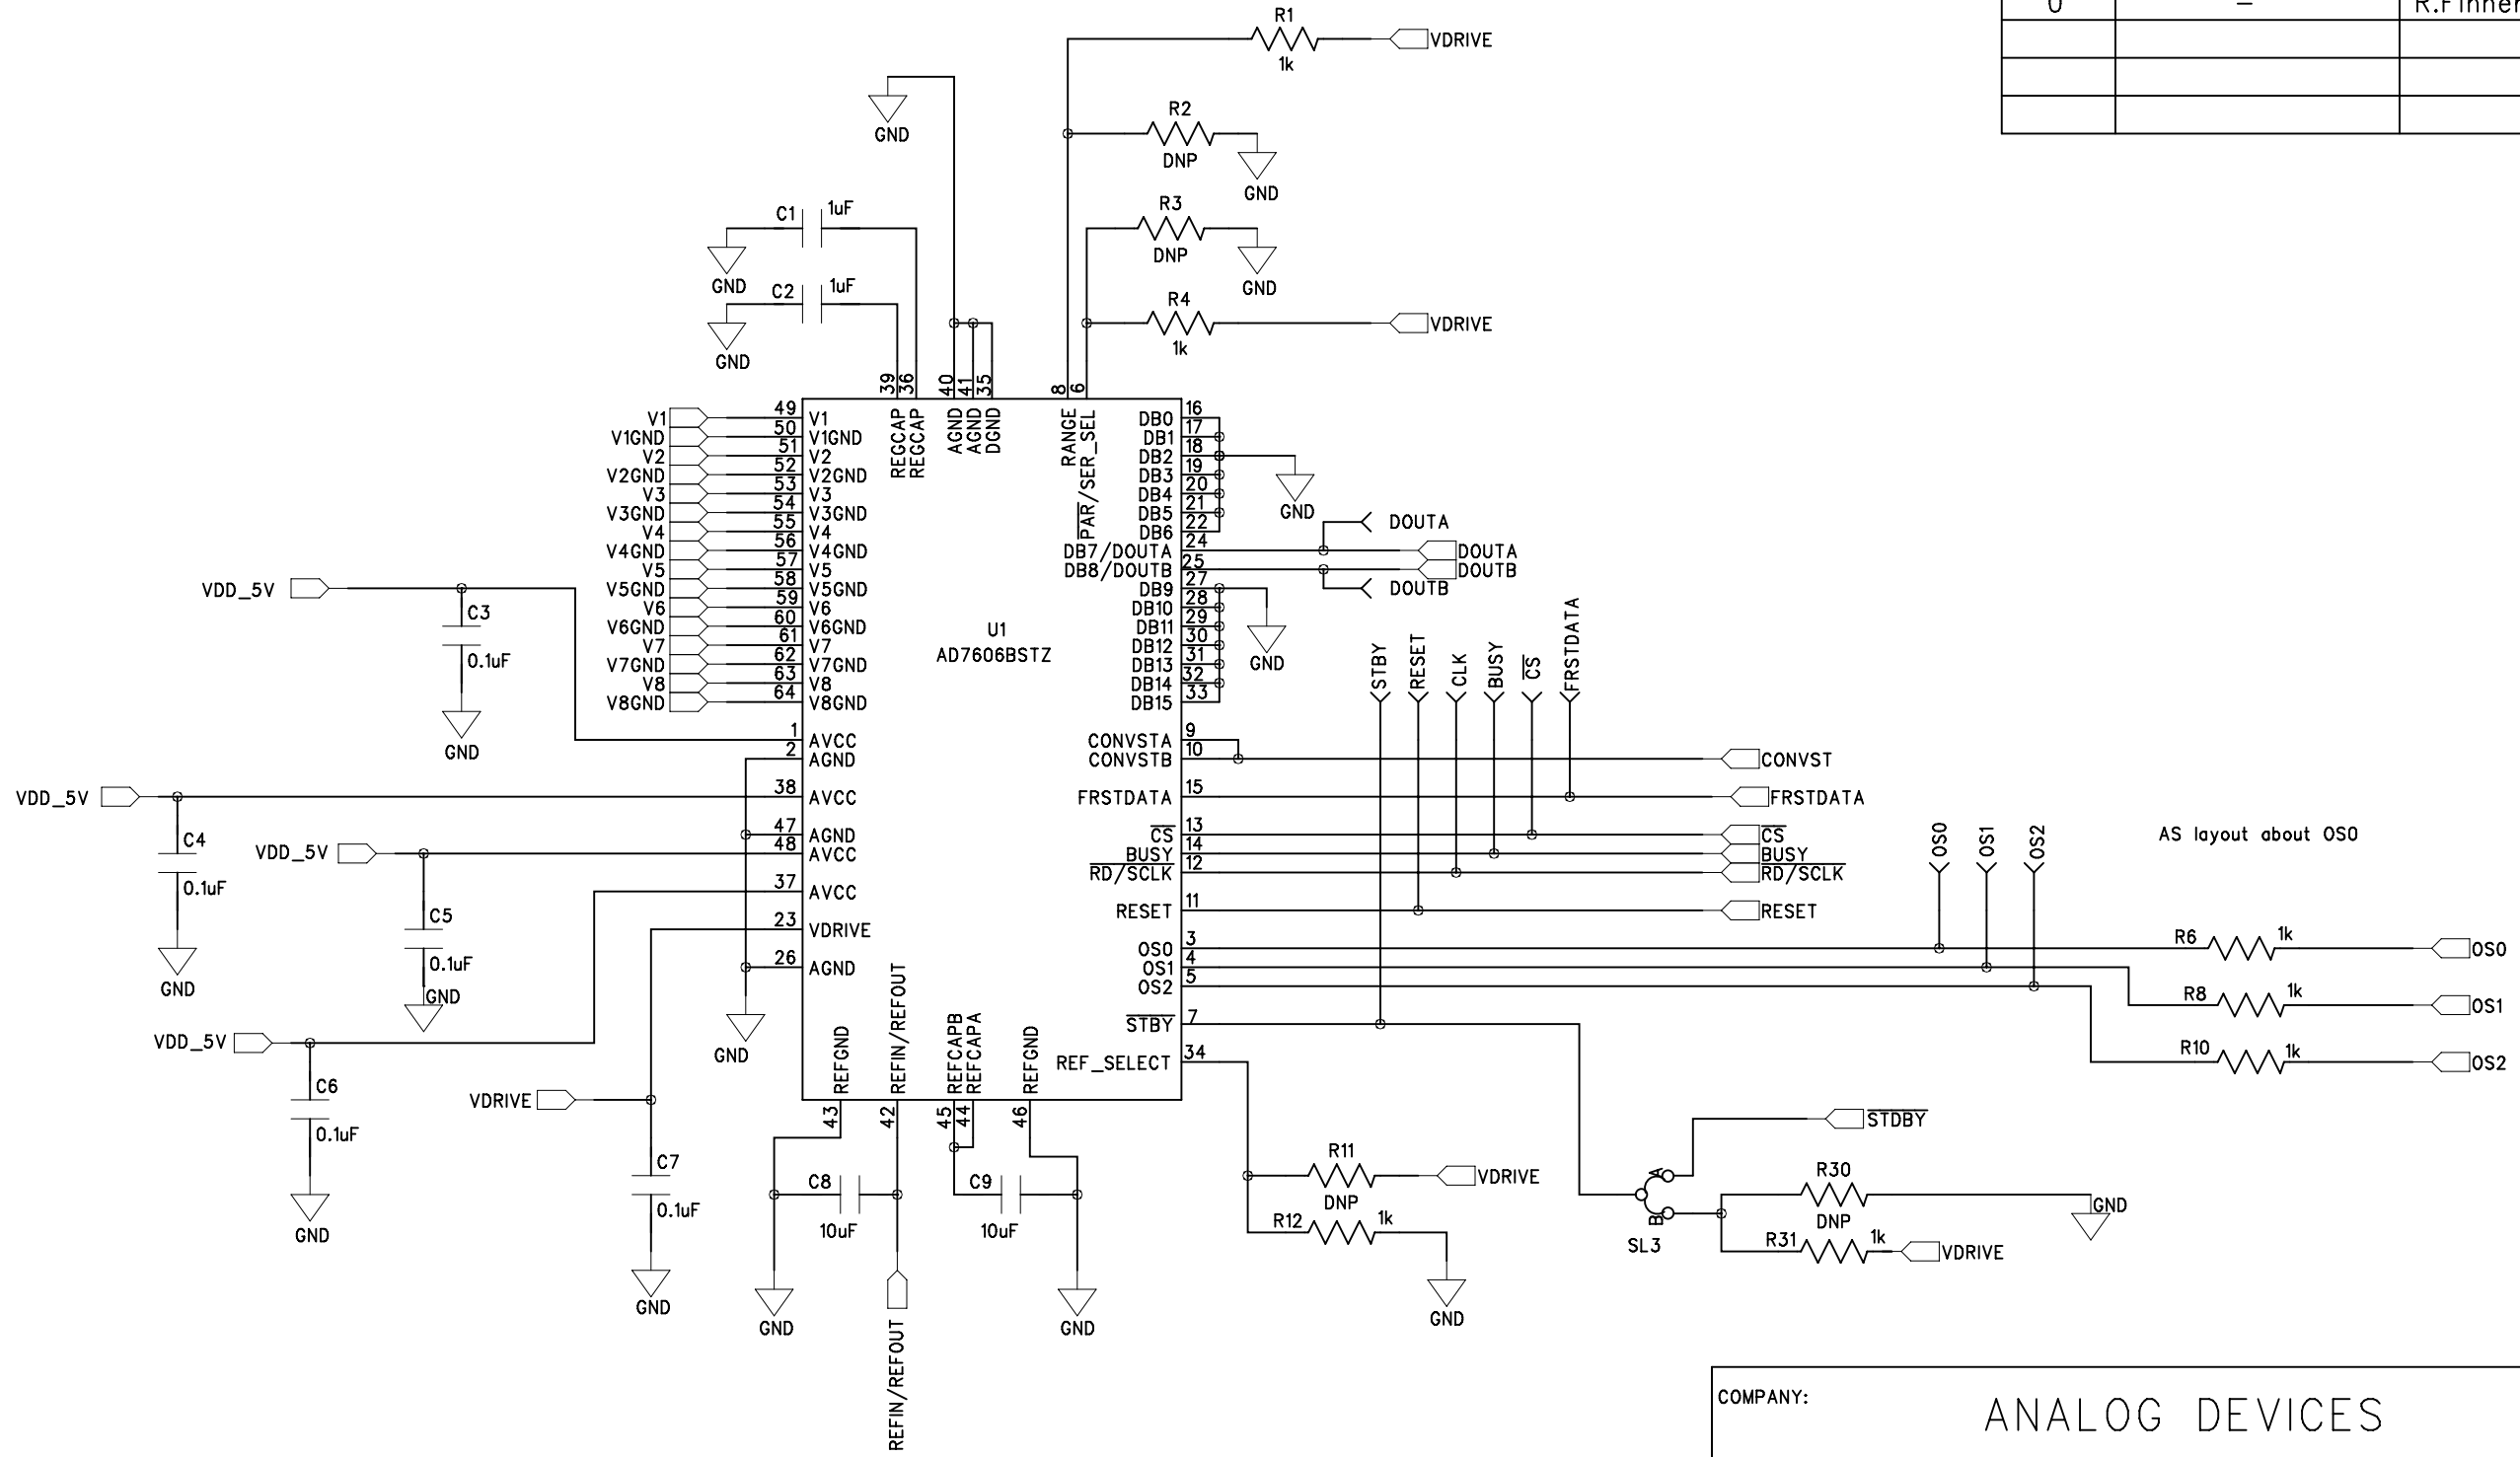 0 –
R1
VDRIVE
1k
GND
R2
DNP
GND
C1 1uF
R3
DNP
GND
GND
C2 1uF
R4
VDRIVE
1k
GND
39
36
40
41
35
8
6
REGCAP
REGCAP
AGND
AGND
DGND
RANGE
PAR/SER_SEL
V1 49 V1
V1GND 50 V1GND
V2 51 V2
V2GND 52 V2GND
V3 53 V3
V3GND 54 V3GND
V4 55 V4
V4GND 56 V4GND
V5 57 V5
V5GND 58 V5GND
V6 59 V6
V6GND 60 V6GND
V7 61 V7
V7GND 62 V7GND
V8 63 V8
V8GND 64 V8GND
1 AVCC
2 AGND
38 AVCC
47 AGND
48 AVCC
37 AVCC
23 VDRIVE
26 AGND
U1
AD7606BSTZ
DB0 16
DB1 17
DB2 18
DB3 19
DB4 20
DB5 21
DB6 22
DB7/DOUTA 24
DB8/DOUTB 25
DB9 27
DB10 28
DB11 29
DB12 30
DB13 31
DB14 32
DB15 33
CONVSTA 9
CONVSTB 10
FRSTDATA 15
CS 13
BUSY 14
RD/SCLK 12
RESET 11
OS0 3
OS1 4
OS2 5
STBY 7
REF_SELECT 34
GND
DOUTA
DOUTA
DOUTB
DOUTB
GND
STBY
RESET
CLK
BUSY
CS
FRSTDATA
CONVST
FRSTDATA
CS
BUSY
RD/SCLK
RESET
OS0
OS1
OS2
AS layout about OS0
R6 1k OS0
R8 1k OS1
R10 1k OS2
VDD_5V
C3
0.1uF
GND
VDD_5V
C4
0.1uF
GND
VDD_5V
C5
0.1uF
GND
VDD_5V
C6
0.1uF
GND
GND
VDRIVE
C7
0.1uF
GND
REFGND
REFIN/REFOUT
REFCAPB
REFCAPA
REFGND
43
42
45
44
46
C8
10uF
C9
10uF
GND
GND
REFIN/REFOUT
R11
VDRIVE
DNP
R12 1k
GND
STDBY
A
B
SL3
R30
DNP
GND
R31 1k VDRIVE
COMPANY:
ANALOG DEVICES